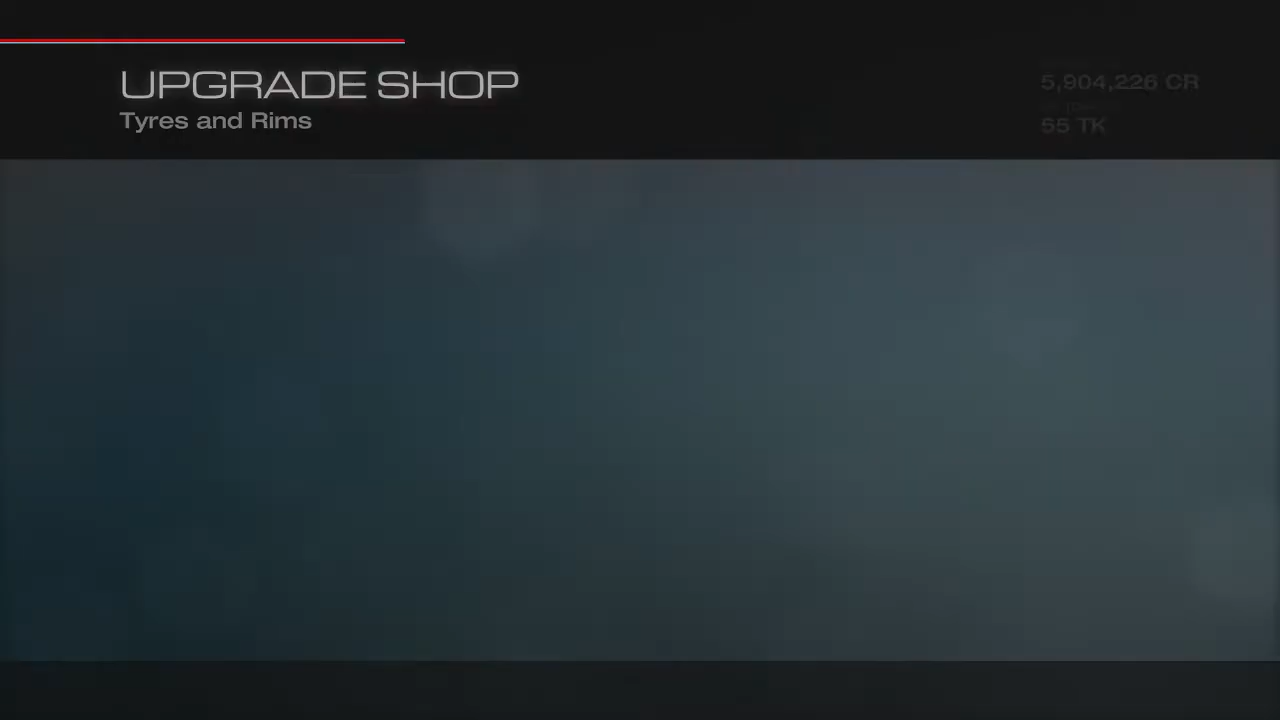 UPGRADE SHOP
Tyres and Rims
5,904,226 CR
55 TK